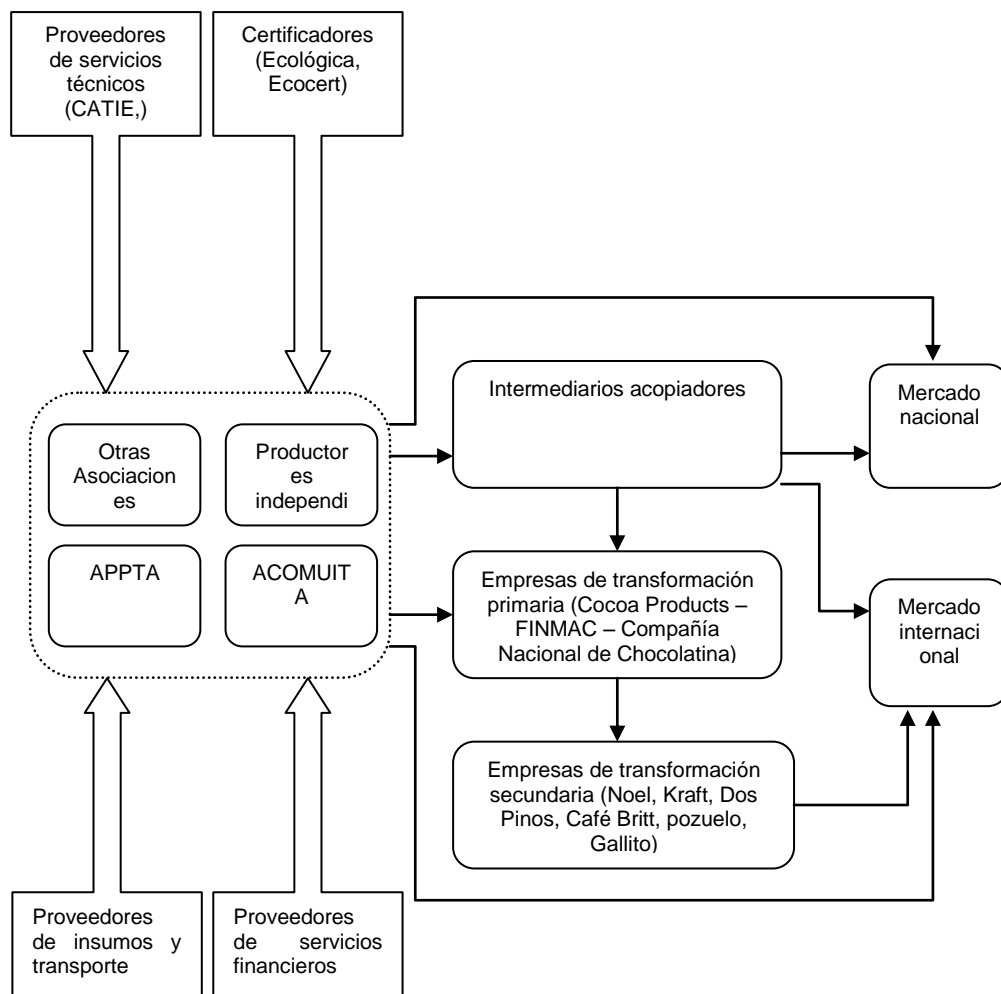 Proveedores
de servicios
técnicos
(CATIE,)
Certificadores
(Ecológica,
Ecocert)
Intermediarios acopiadores
Mercado
nacional
Otras
Asociacion
es
Productor
es
independi
APPTA
ACOMUIT
A
Empresas de transformación
primaria (Cocoa Products –
FINMAC – Compañía
Nacional de Chocolatina)
Mercado
internaci
onal
Empresas de transformación
secundaria (Noel, Kraft, Dos
Pinos, Café Britt, pozuelo,
Gallito)
Proveedores
de insumos y
transporte
Proveedores
de servicios
financieros